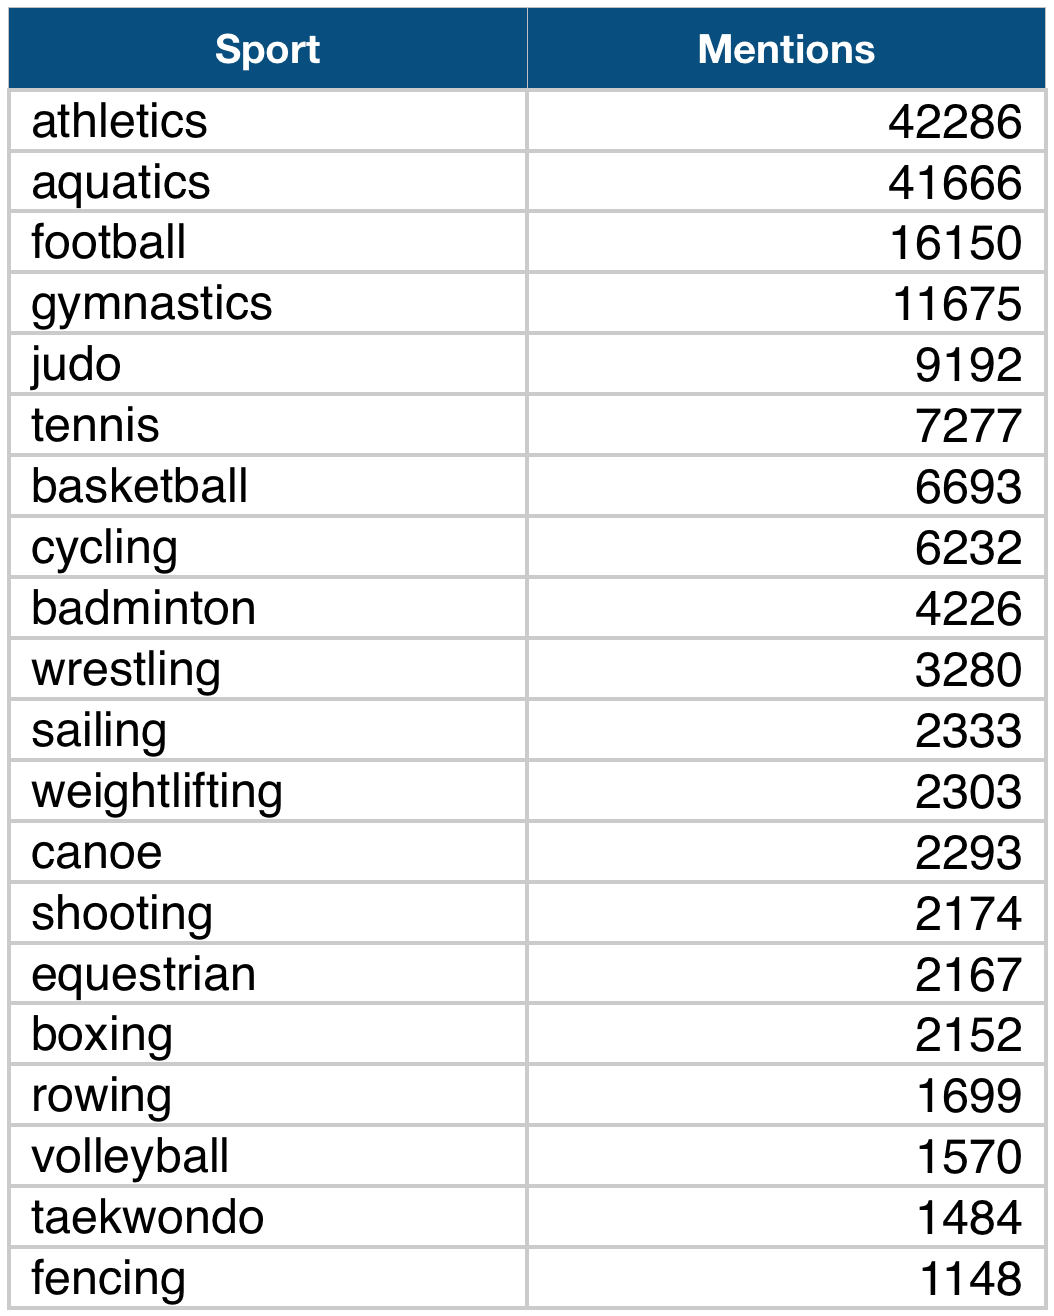 Sport Mentions
athletics 42286
aquatics 41666
football 16150
gymnastics 11675
judo 9192
tennis 7277
basketball 6693
cycling 6232
badminton 4226
wrestling 3280
sailing 2333
weightlifting 2303
canoe 2293
shooting 2174
equestrian 2167
boxing 2152
rowing 1699
volleyball 1570
taekwondo 1484
fencing 1148